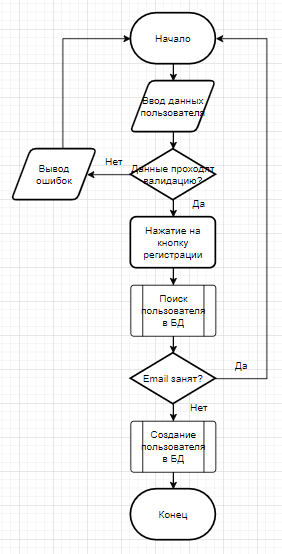 Начало
Ввод данных
пользователя
Данные проходят
валидацию?
Нет
Вывод
ошибок
Да
Нажатие на
кнопку
регистрации
Поиск
пользователя
в БД
Email занят?
Да
Нет
Создание
пользователя
в БД
Конец